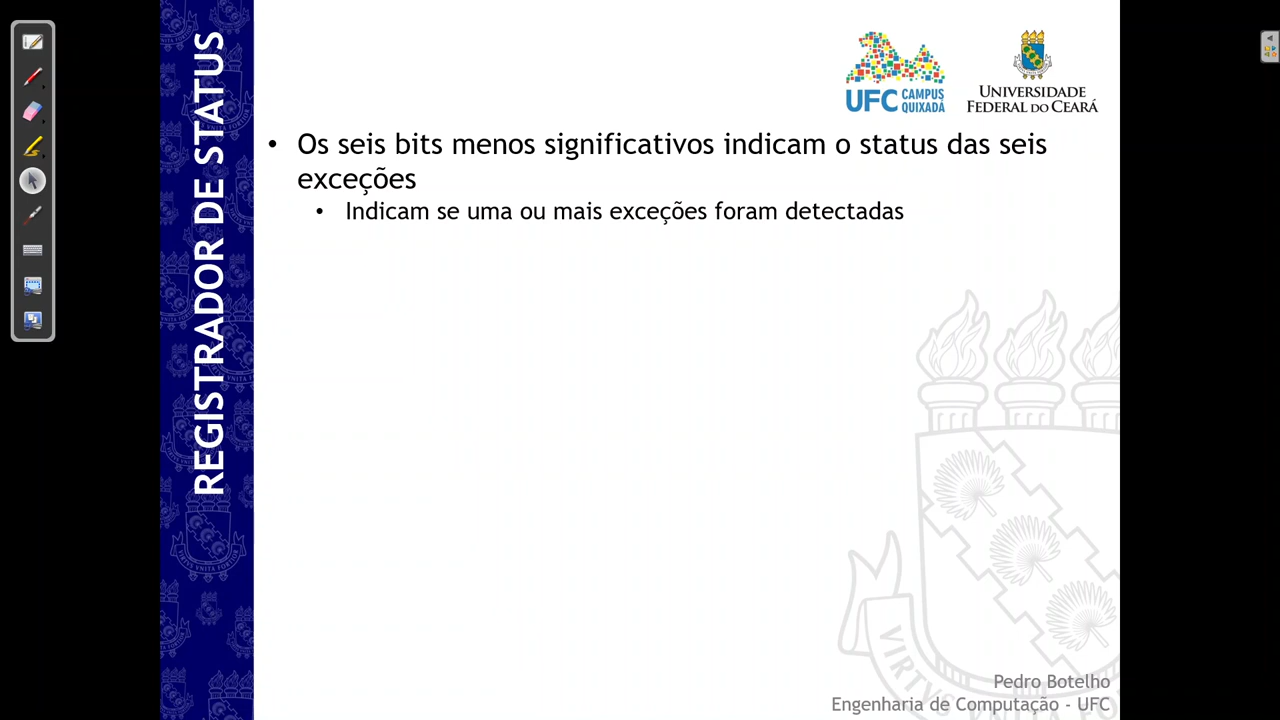 REGISTRADOR DE STATUS
UFC CAMPUS QUIXADÁ
UNIVERSIDADE
FEDERAL DO CEARÁ
• Os seis bits menos significativos indicam o status das seis
exceções
• Indicam se uma ou mais exceções foram detectadas
VIRT
Pedro Botelho
Engenharia de Computação - UFC